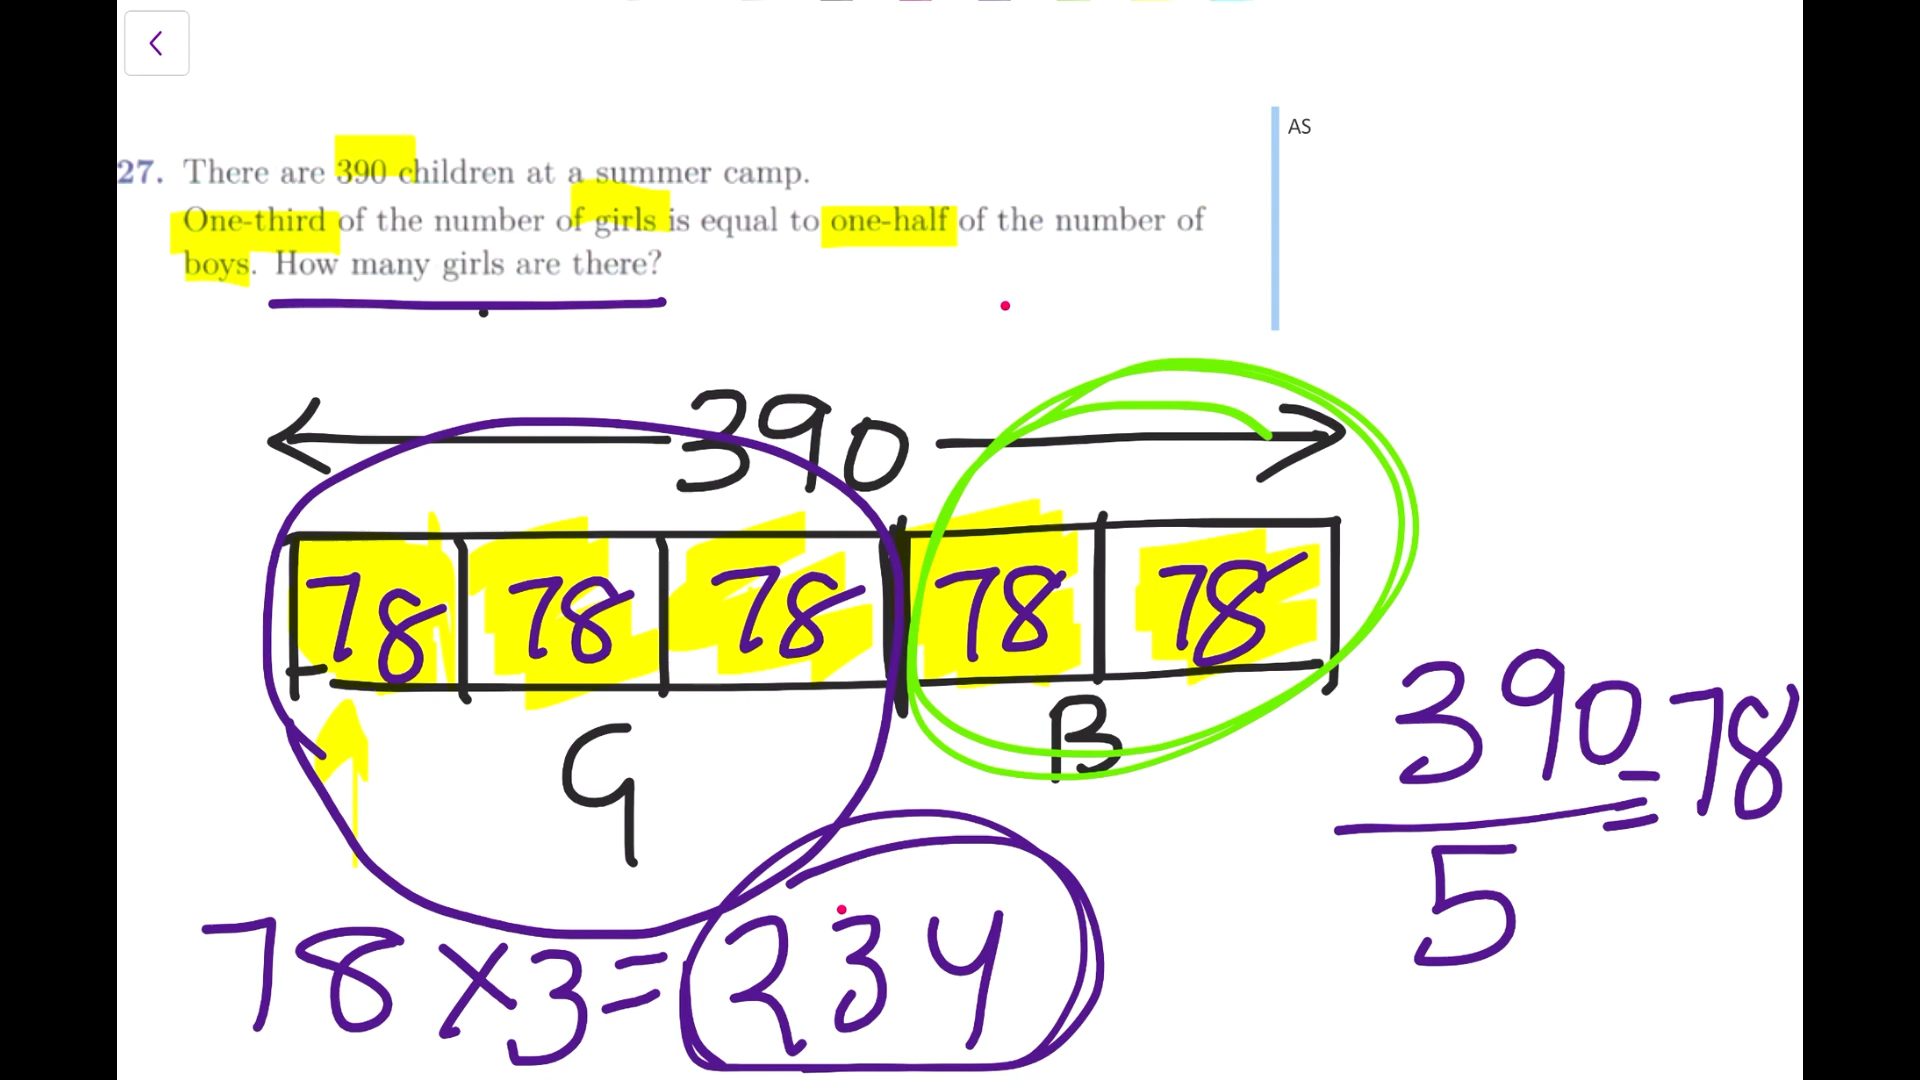 AS
27. There are 390 children at a summer camp.
One-third of the number of girls is equal to one-half of the number of
boys. How many girls are there?
390
78 78 78 78 78
G B
390
5
=78
78×3=234